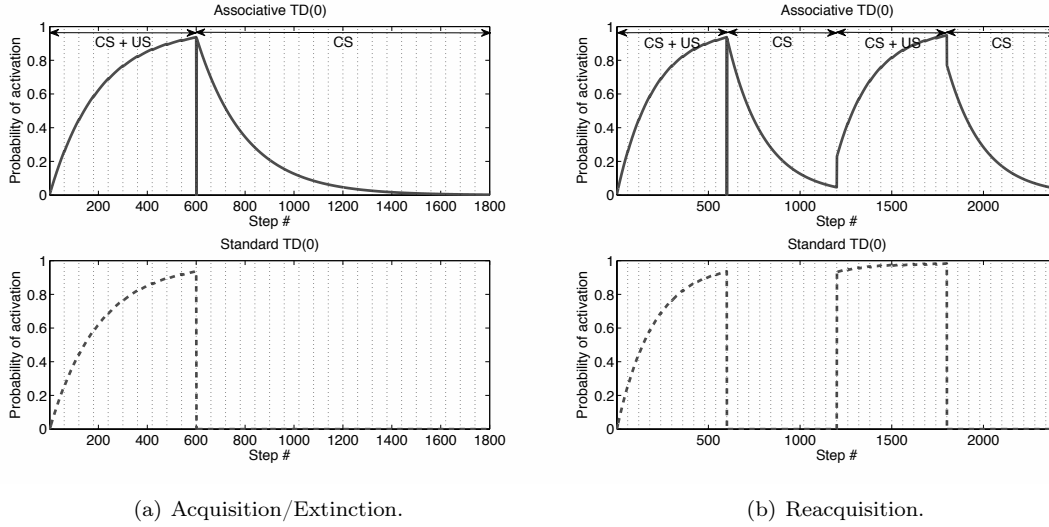 Associative TD(0)
CS + US
CS
Probability of activation
1
0.8
0.6
0.4
0.2
0
200
400
600
800
1000
1200
1400
1600
1800
Step #
Standard TD(0)
Probability of activation
1
0.8
0.6
0.4
0.2
0
200
400
600
800
1000
1200
1400
1600
1800
Step #
(a) Acquisition/Extinction.
Associative TD(0)
CS + US
CS
CS + US
CS
Probability of activation
1
0.8
0.6
0.4
0.2
0
500
1000
1500
2000
Step #
Standard TD(0)
Probability of activation
1
0.8
0.6
0.4
0.2
0
500
1000
1500
2000
Step #
(b) Reacquisition.